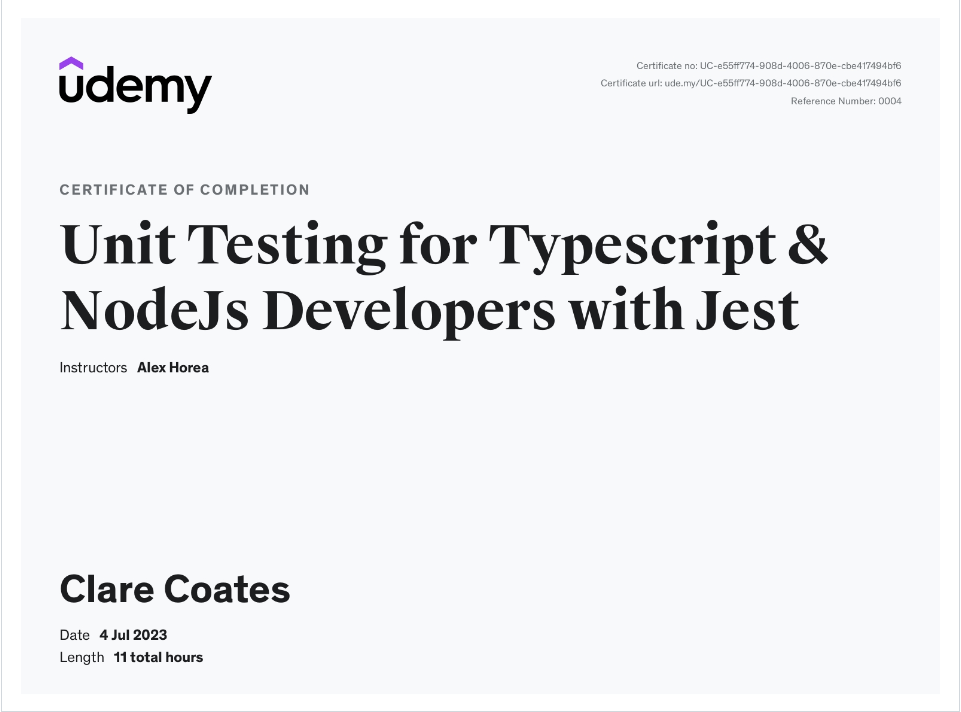 udemy
Certificate no: UC-e55ff774-908d-4006-870e-cbe417494bf6
Certificate url: ude.my/UC-e55ff774-908d-4006-870e-cbe417494bf6
Reference Number: 0004
CERTIFICATE OF COMPLETION
Unit Testing for Typescript &
NodeJs Developers with Jest
Instructors Alex Horea
Clare Coates
Date 4 Jul 2023
Length 11 total hours